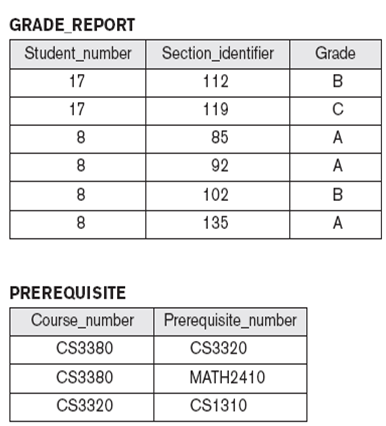 GRADE_REPORT
Student_number Section_identifier Grade
17 112 B
17 119 C
8 85 A
8 92 A
8 102 B
8 135 A
PREREQUISITE
Course_number Prerequisite_number
CS3380 CS3320
CS3380 MATH2410
CS3320 CS1310